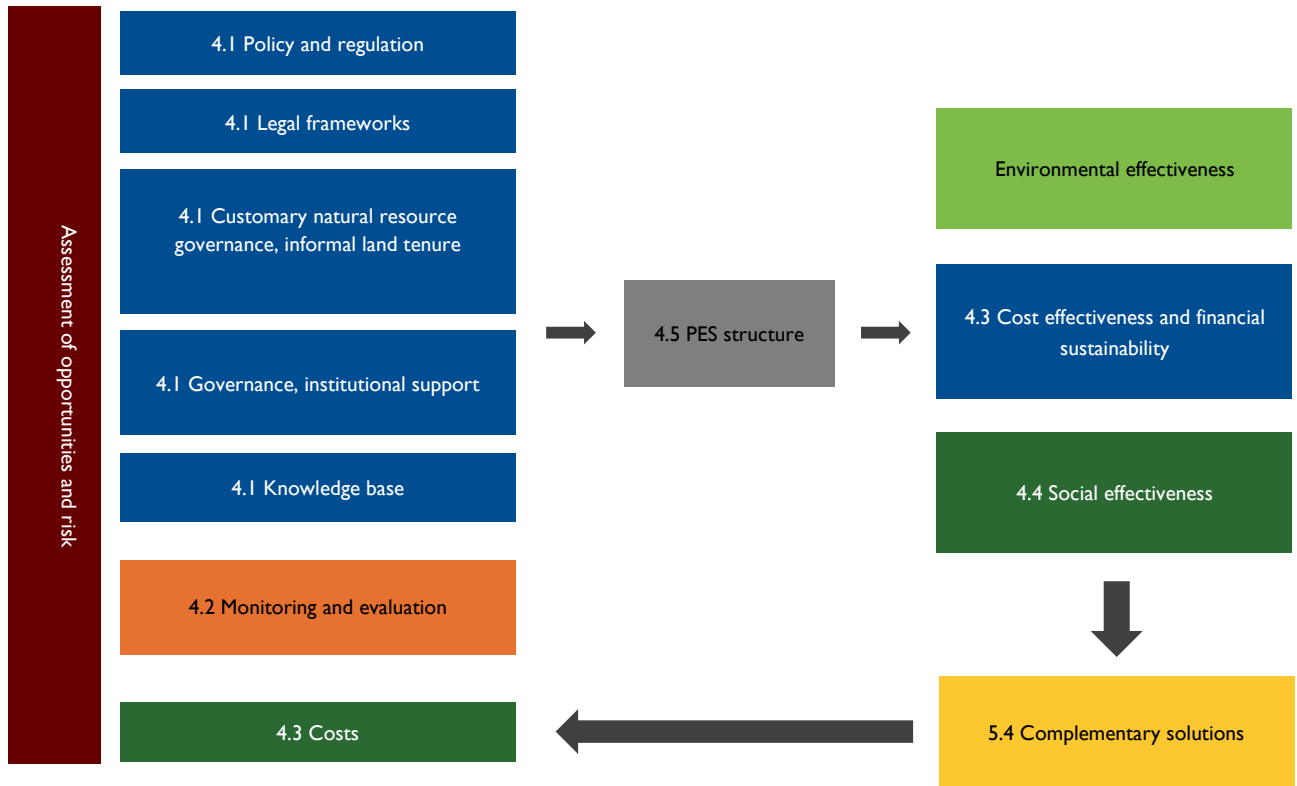 Assessment of opportunities and risk
4.1 Policy and regulation
4.1 Legal frameworks
4.1 Customary natural resource
governance, informal land tenure
4.1 Governance, institutional support
4.1 Knowledge base
4.2 Monitoring and evaluation
4.3 Costs
4.5 PES structure
Environmental effectiveness
4.3 Cost effectiveness and financial
sustainability
4.4 Social effectiveness
5.4 Complementary solutions